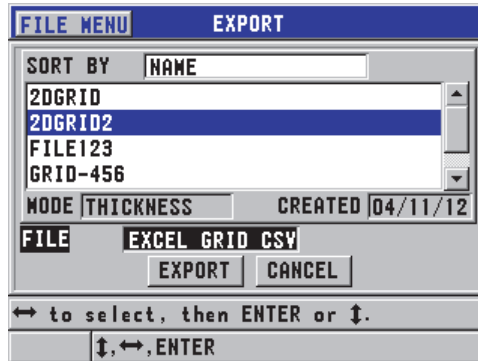 FILE MENU EXPORT
SORT BY NAME
2DGRID
2DGRID2
FILE123
GRID-456
MODE THICKNESS CREATED 04/11/12
FILE EXCEL GRID CSV
EXPORT CANCEL
↔ to select, then ENTER or ↕.
↕,↔,ENTER